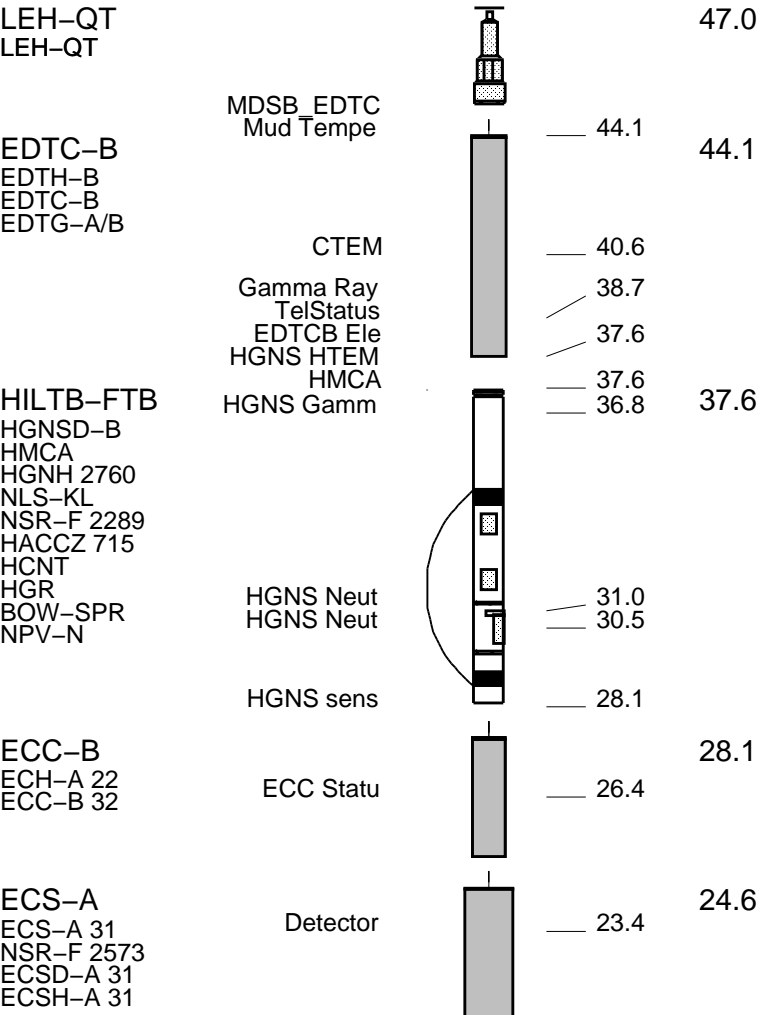 LEH−QT 47.0
LEH−QT
MDSB_EDTC
Mud Tempe 44.1
EDTC−B 44.1
EDTH−B
EDTC−B
EDTG−A/B
CTEM 40.6
Gamma Ray 38.7
TelStatus
EDTCB Ele 37.6
HGNS HTEM
HMCA 37.6
HILTB−FTB HGNS Gamm 36.8 37.6
HGNSD−B
HMCA
HGNH 2760
NLS−KL
NSR−F 2289
HACCZ 715
HCNT
HGR HGNS Neut 31.0
BOW−SPR HGNS Neut 30.5
NPV−N
HGNS sens 28.1
ECC−B 28.1
ECH−A 22 ECC Statu 26.4
ECC−B 32
ECS−A 24.6
ECS−A 31 Detector 23.4
NSR−F 2573
ECSD−A 31
ECSH−A 31